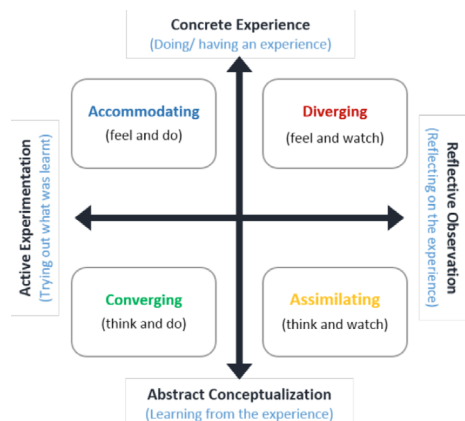 Concrete Experience
(Doing/ having an experience)
Accommodating
(feel and do)
Diverging
(feel and watch)
Active Experimentation
(Trying out what was learnt)
Reflective Observation
(Reflecting on the experience)
Converging
(think and do)
Assimilating
(think and watch)
Abstract Conceptualization
(Learning from the experience)